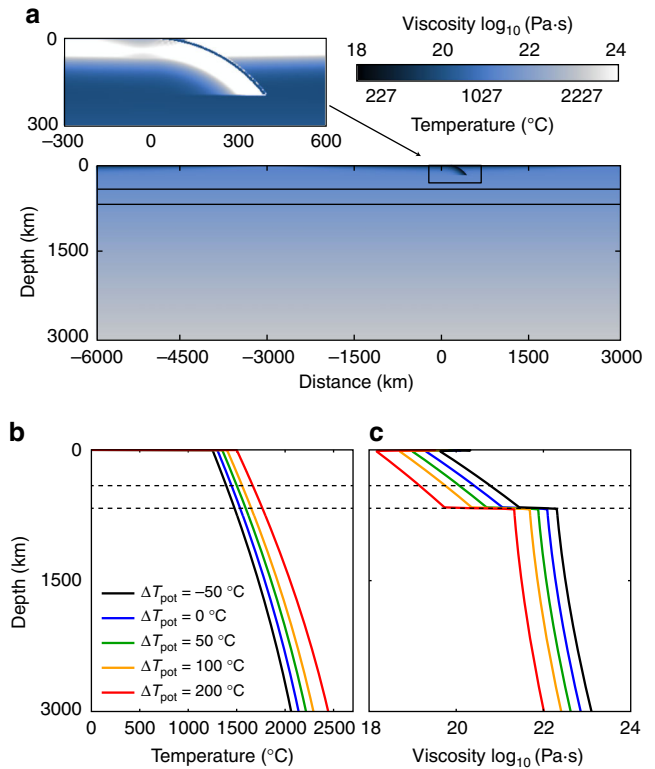 a
Viscosity log10 (Pa·s)
18 20 22 24
227 1027 2227
Temperature (°C)
0
300
−300 0 300 600
0
1500
3000
Depth (km)
−6000 −4500 −3000 −1500 0 1500 3000
Distance (km)
b
c
0
1500
3000
Depth (km)
ΔTpot = −50 °C
ΔTpot = 0 °C
ΔTpot = 50 °C
ΔTpot = 100 °C
ΔTpot = 200 °C
0 500 1000 1500 2000 2500
Temperature (°C)
18 20 22 24
Viscosity log10 (Pa·s)